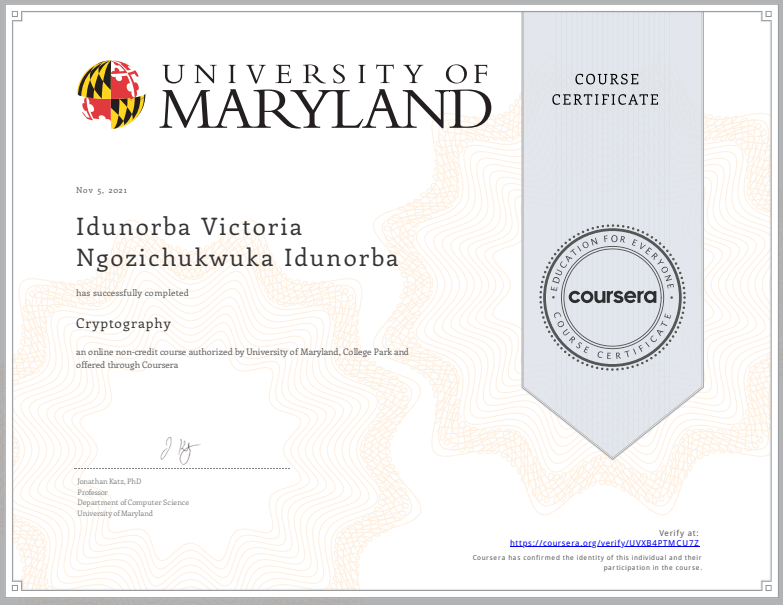 UNIVERSITY OF
MARYLAND
COURSE
CERTIFICATE
Nov 5, 2021
Idunorba Victoria
Ngozichukwuka Idunorba
has successfully completed
Cryptography
an online non-credit course authorized by University of Maryland, College Park and
offered through Coursera
EDUCATION FOR EVERYONE
coursera
COURSE CERTIFICATE
Jonathan Katz, PhD
Professor
Department of Computer Science
University of Maryland
Verify at:
https://coursera.org/verify/UVXB4PTMCU7Z
Coursera has confirmed the identity of this individual and their
participation in the course.